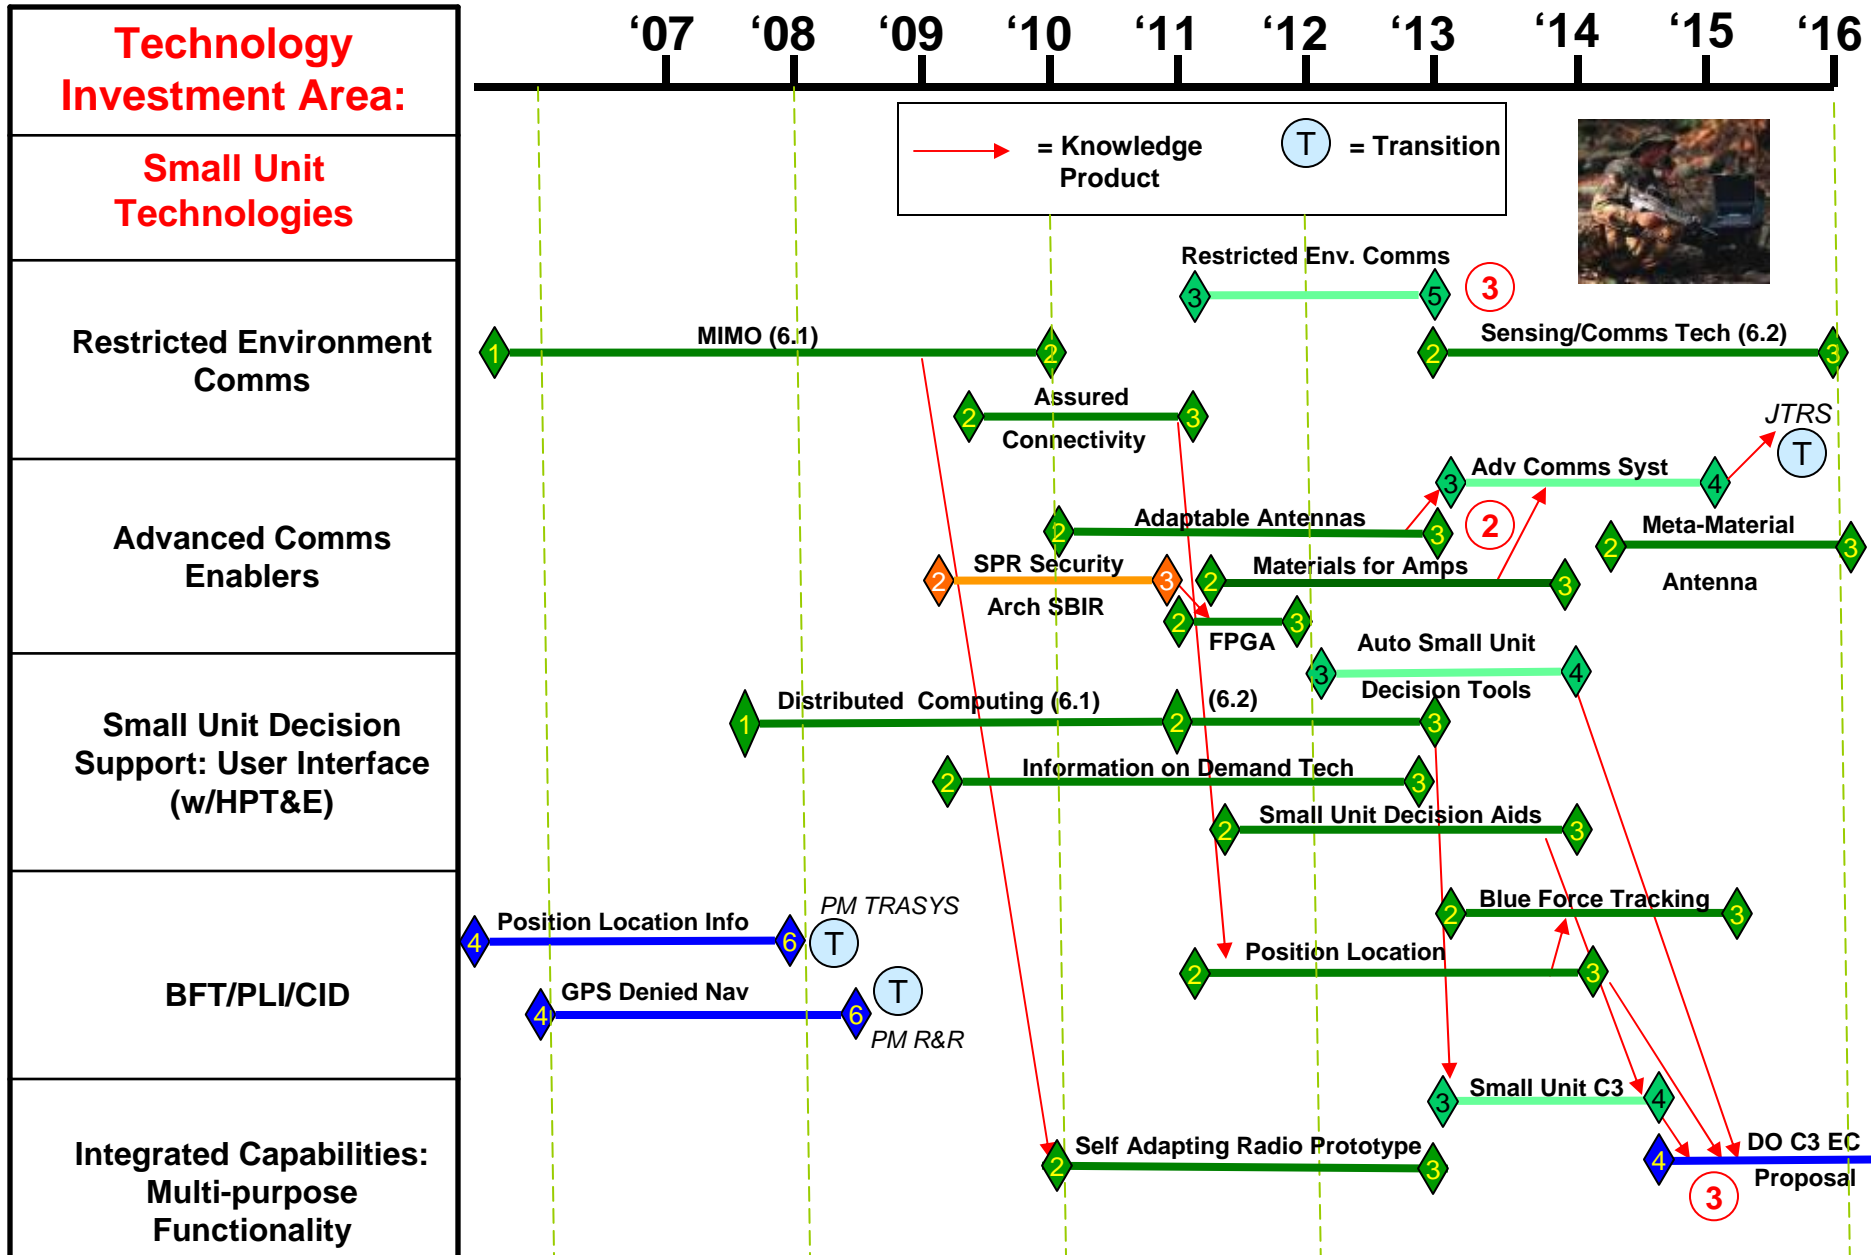 Technology
Investment Area:
‘07 ‘08 ‘09 ‘10 ‘11 ‘12 ‘13 ‘14 ‘15 ‘16
= Knowledge
Product
T = Transition
Small Unit
Technologies
Restricted Environment
Comms
Restricted Env. Comms
3 5 3
MIMO (6.1)
1 2
Sensing/Comms Tech (6.2)
2 3
Assured
2 3
Connectivity
JTRS
T
Advanced Comms
Enablers
Adv Comms Syst
3 4
Adaptable Antennas
2 3 2
Meta-Material
2 3
Antenna
SPR Security
2 3
Arch SBIR
Materials for Amps
2 3
2 3
FPGA
Small Unit Decision
Support: User Interface
(w/HPT&E)
Auto Small Unit
3 4
Decision Tools
Distributed Computing (6.1) (6.2)
1 2 3
Information on Demand Tech
2 3
Small Unit Decision Aids
2 3
BFT/PLI/CID
PM TRASYS
Position Location Info
4 6 T
Blue Force Tracking
2 3
Position Location
2 3
GPS Denied Nav
4 6 T
PM R&R
Integrated Capabilities:
Multi-purpose
Functionality
Small Unit C3
3 4
Self Adapting Radio Prototype
2 3
DO C3 EC
4
Proposal
3